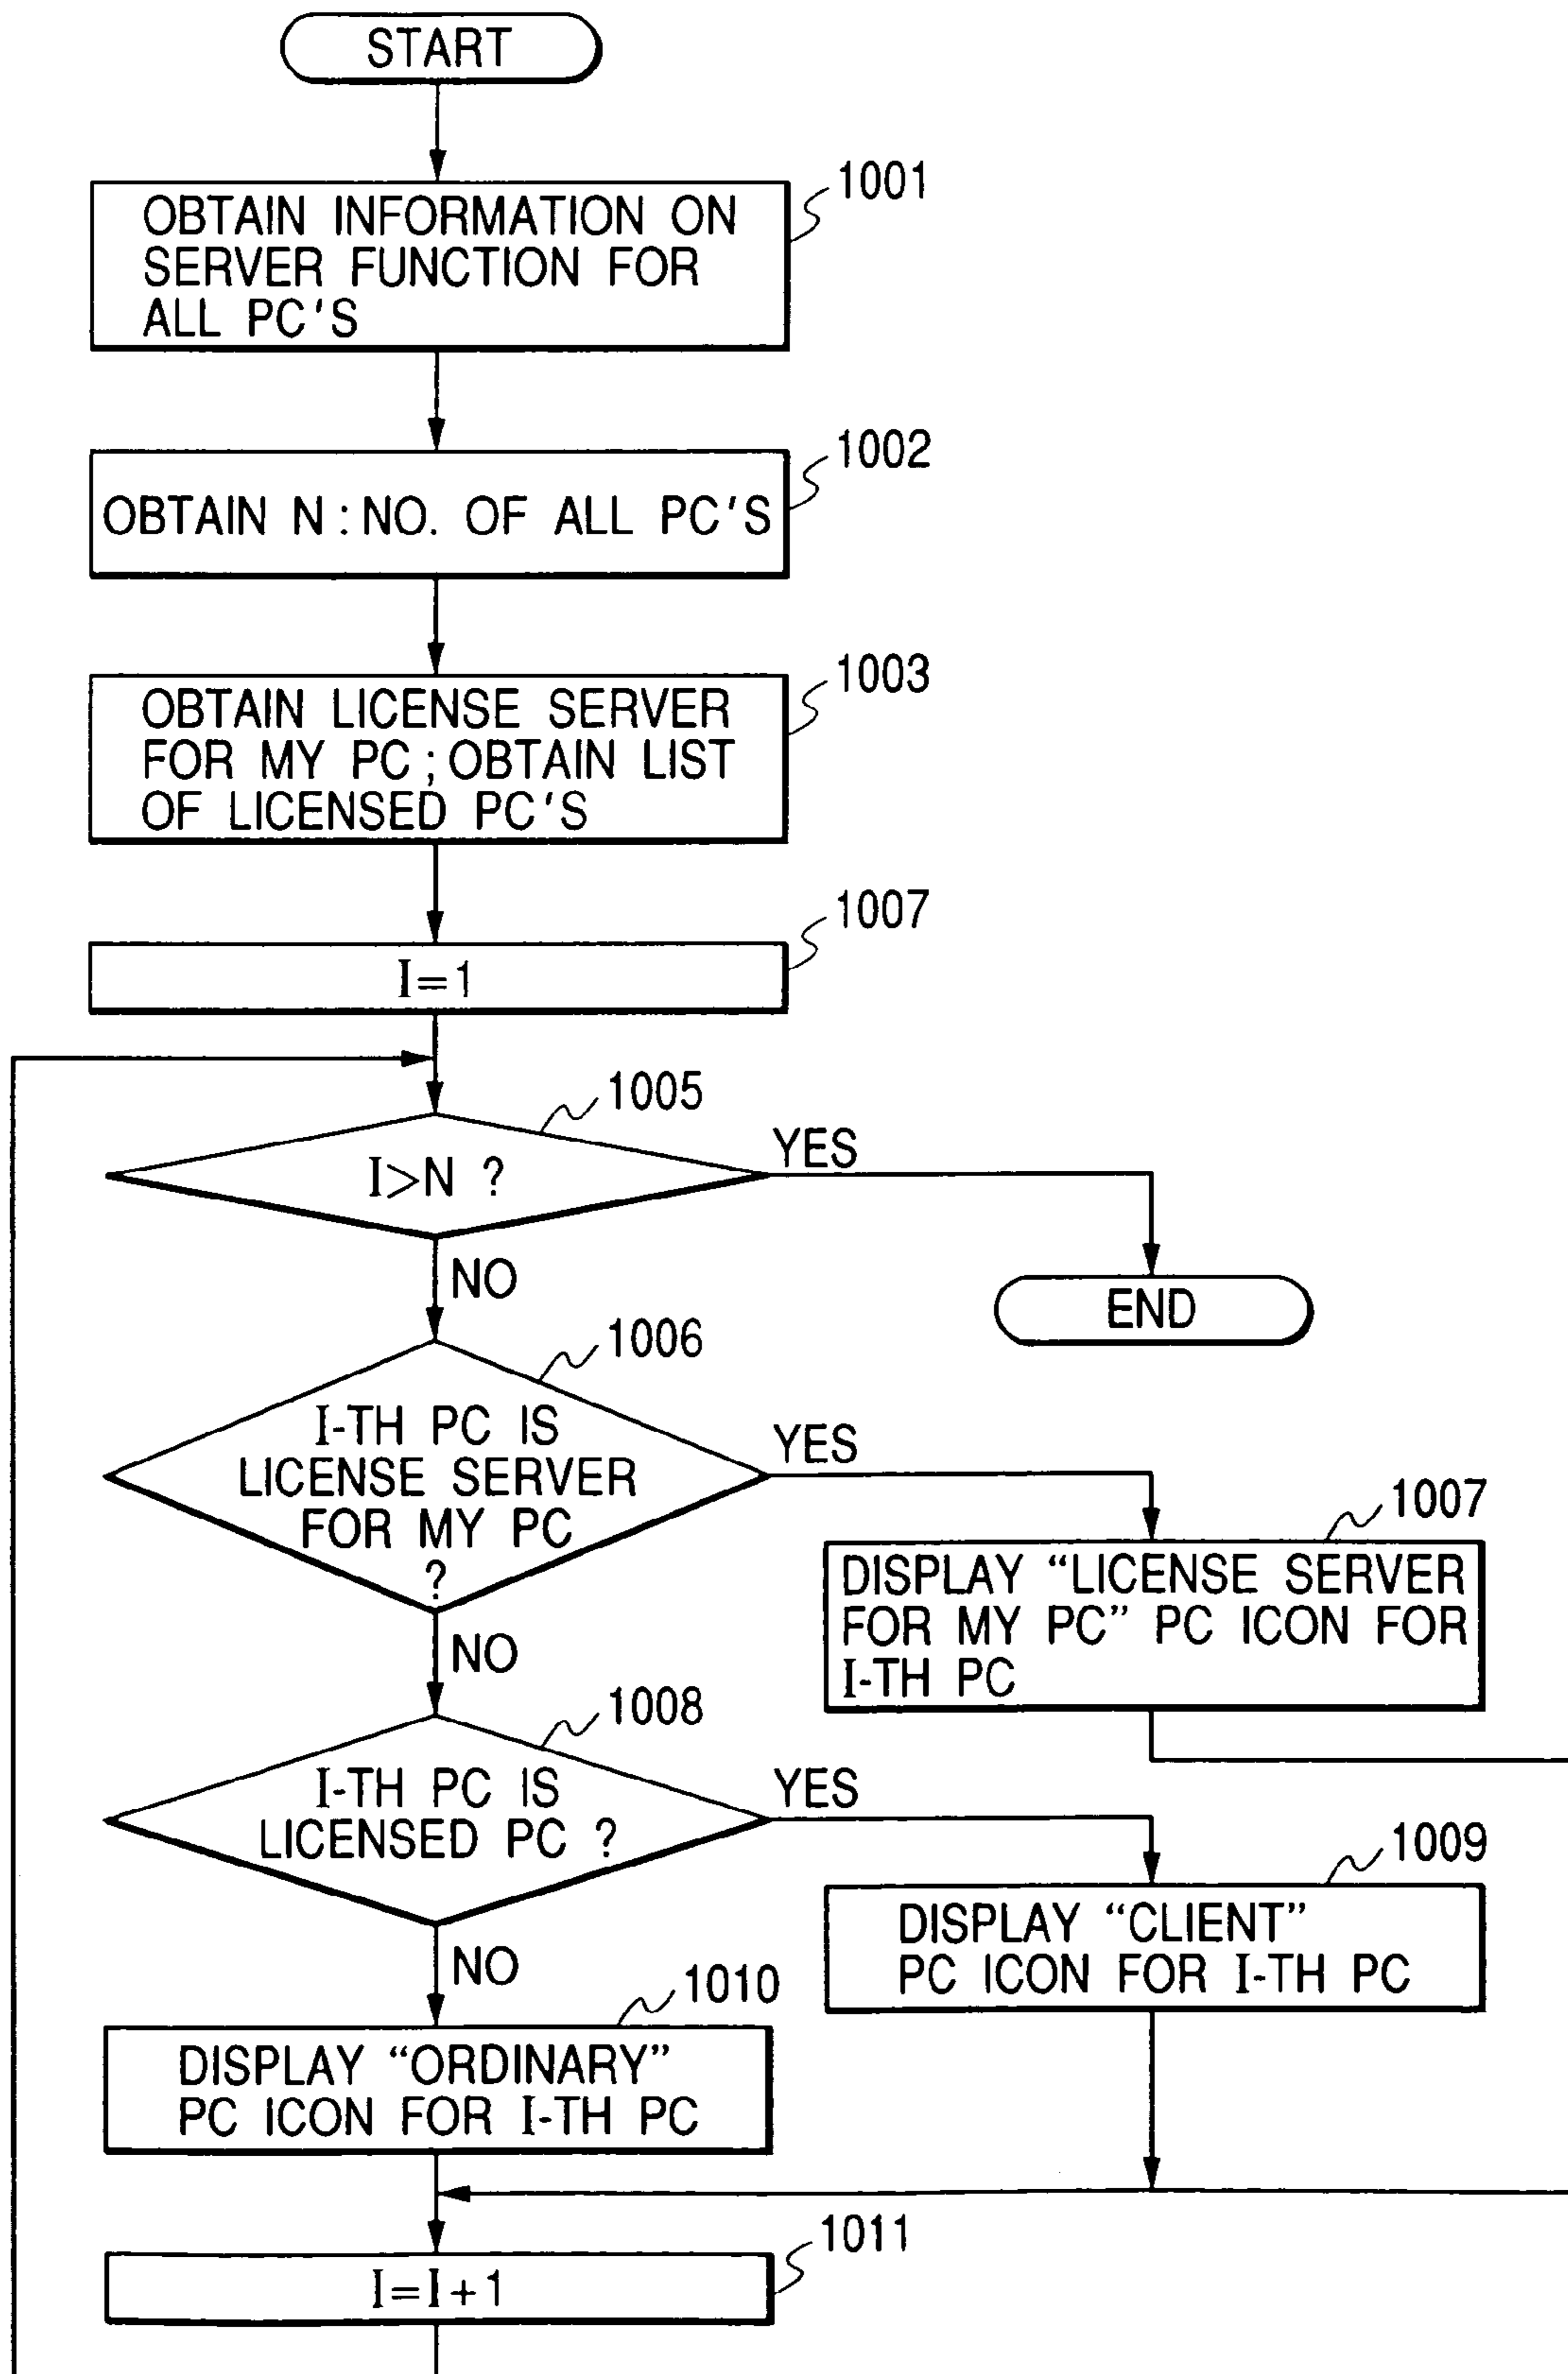 START
1001
OBTAIN INFORMATION ON
SERVER FUNCTION FOR
ALL PC'S
1002
OBTAIN N : NO. OF ALL PC'S
1003
OBTAIN LICENSE SERVER
FOR MY PC ; OBTAIN LIST
OF LICENSED PC'S
1007
I=1
1005
I>N ?
YES
NO
END
1006
I-TH PC IS
LICENSE SERVER
FOR MY PC
?
YES
NO
1007
DISPLAY “LICENSE SERVER
FOR MY PC” PC ICON FOR
I-TH PC
1008
I-TH PC IS
LICENSED PC ?
YES
NO
1009
DISPLAY “CLIENT”
PC ICON FOR I-TH PC
1010
DISPLAY “ORDINARY”
PC ICON FOR I-TH PC
1011
I=I+1